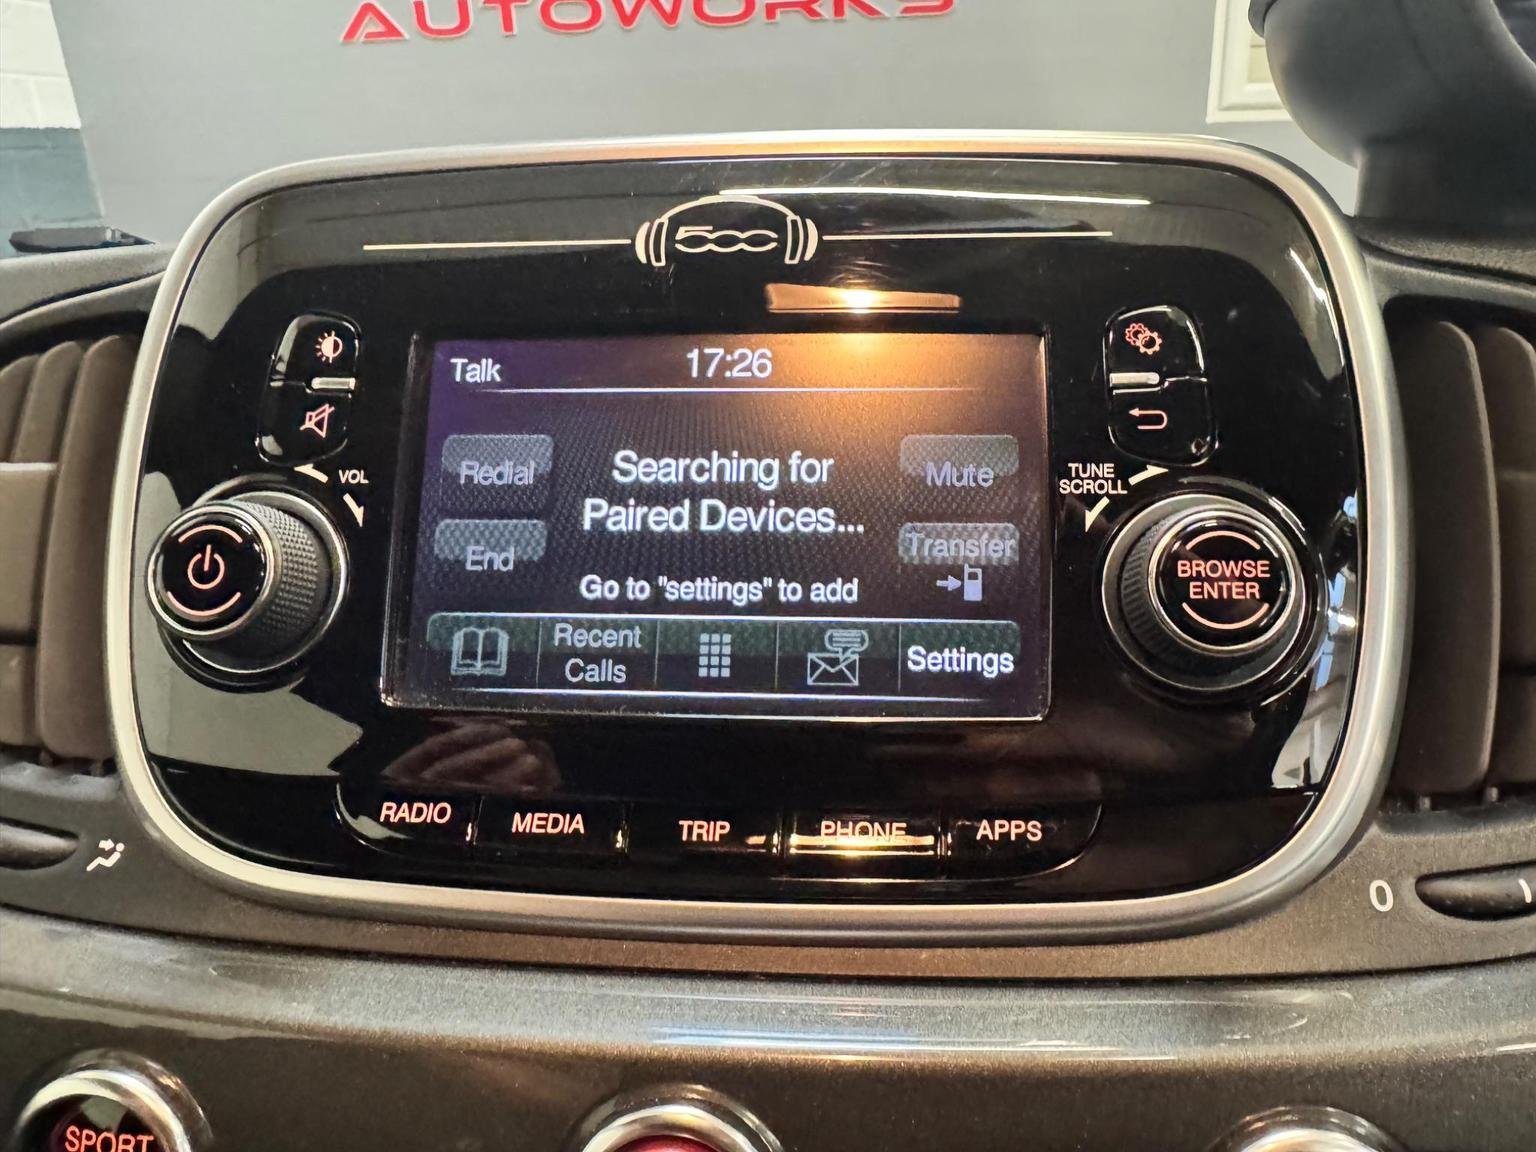 AUTOWORKS
500
Talk
17:26
Redial
Searching for
Paired Devices...
Mute
End
Transfer
Go to "settings" to add
Recent
Calls
Settings
VOL
TUNE
SCROLL
BROWSE
ENTER
RADIO
MEDIA
TRIP
PHONE
APPS
0
1
SPORT